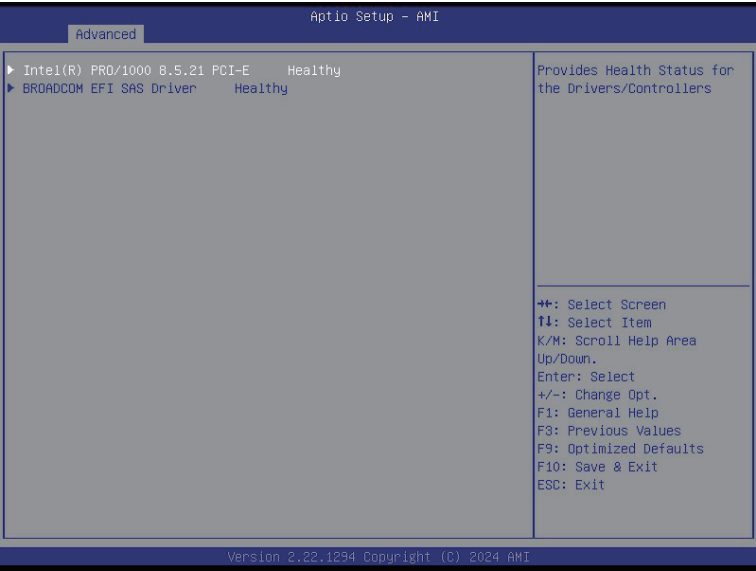 Aptio Setup – AMI
Advanced
▶ Intel(R) PRO/1000 8.5.21 PCI-E Healthy
▶ BROADCOM EFI SAS Driver Healthy
Provides Health Status for
the Drivers/Controllers
→←: Select Screen
↑↓: Select Item
K/M: Scroll Help Area
Up/Down.
Enter: Select
+/-: Change Opt.
F1: General Help
F3: Previous Values
F9: Optimized Defaults
F10: Save & Exit
ESC: Exit
Version 2.22.1294 Copyright (C) 2024 AMI